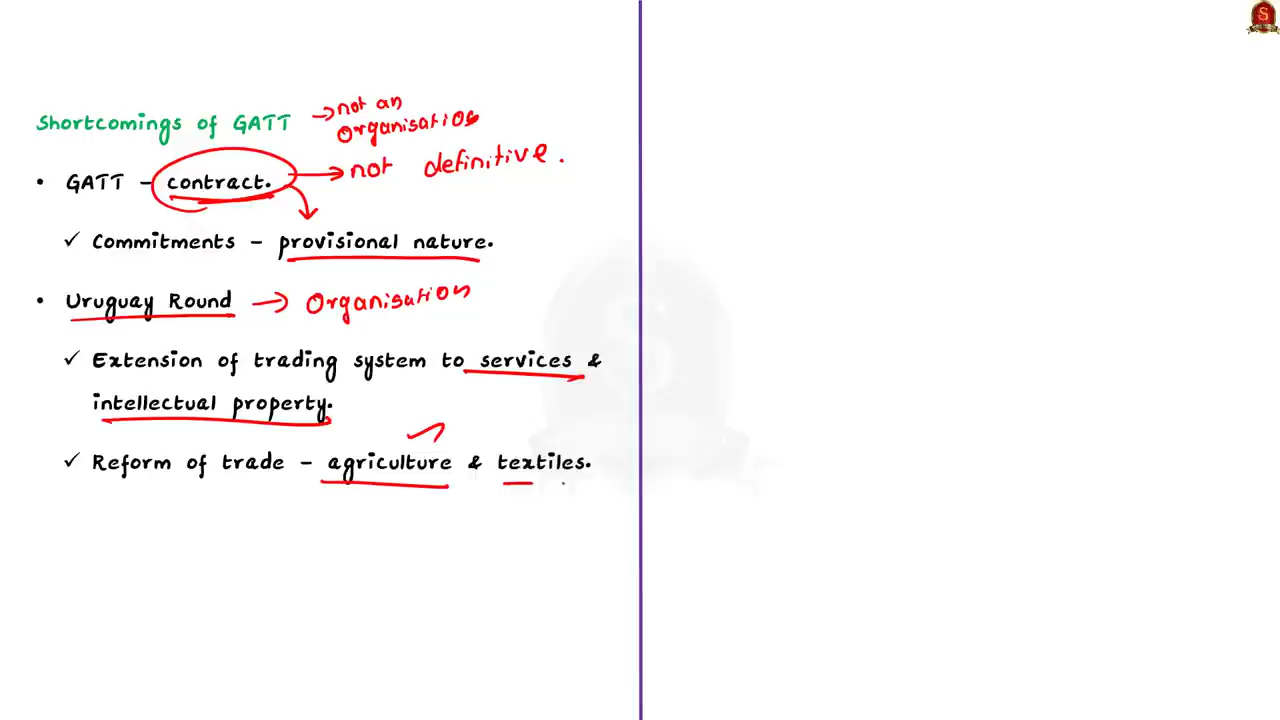 Shortcomings of GATT → not an
organisation
• GATT – contract. → not definitive.
✓ Commitments – provisional nature.
• Uruguay Round → Organisation
✓ Extension of trading system to services &
intellectual property.
✓ Reform of trade – agriculture & textiles.
S